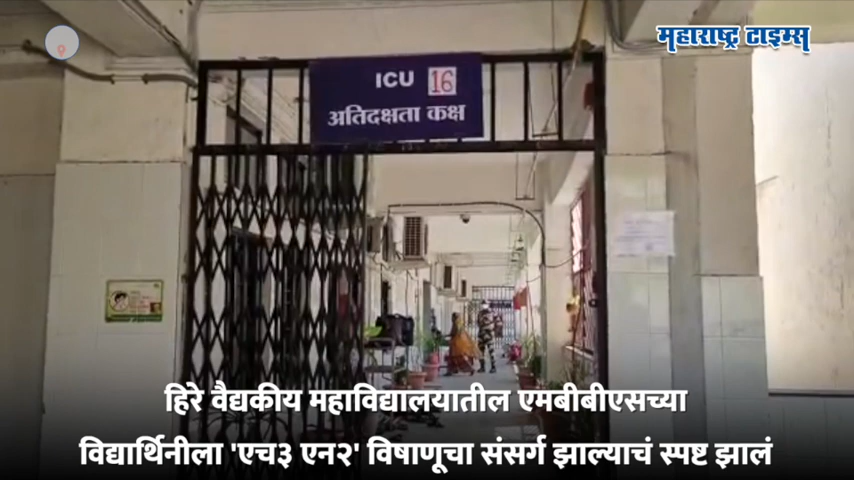 महाराष्ट्र टाइम्स्
ICU 16
अतिदक्षता कक्ष
हिरे वैद्यकीय महाविद्यालयातील एमबीबीएसच्या
विद्यार्थिनीला 'एच३ एन२' विषाणूचा संसर्ग झाल्याचं स्पष्ट झालं